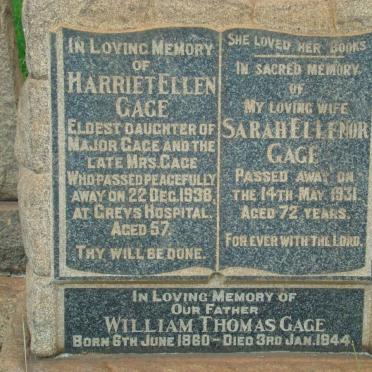 IN LOVING MEMORY
OF
HARRIET ELLEN
GAGE
ELDEST DAUGHTER OF
MAJOR GAGE AND THE
LATE MRS. GAGE
WHO PASSED PEACEFULLY
AWAY ON 22 DEC. 1938,
AT GREYS HOSPITAL,
AGED 57.
THY WILL BE DONE.
SHE LOVED HER BOOKS
IN SACRED MEMORY
OF
MY LOVING WIFE
SARAH ELLENOR
GAGE
PASSED AWAY ON
THE 14TH MAY 1931.
AGED 72 YEARS.
FOR EVER WITH THE LORD.
IN LOVING MEMORY OF
OUR FATHER
WILLIAM THOMAS GAGE
BORN 6TH JUNE 1860 – DIED 3RD JAN. 1944.